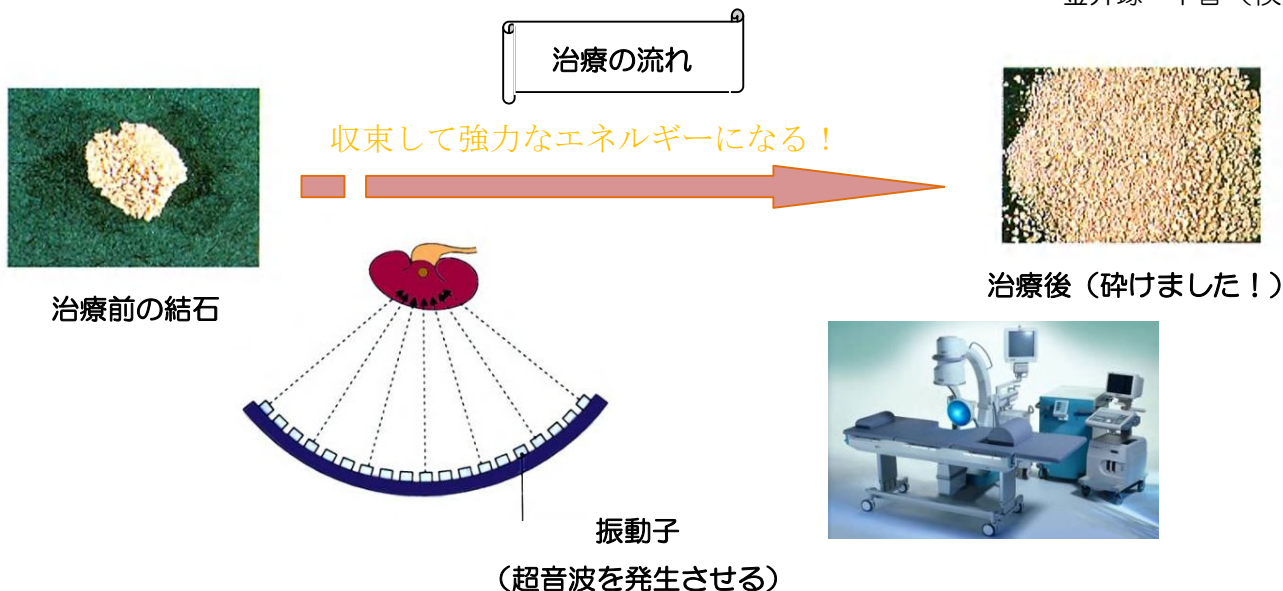 治療の流れ
収束して強力なエネルギーになる！
治療前の結石
治療後（砕けました！）
振動子
（超音波を発生させる）